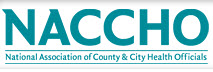 NACCHO
National Association of County & City Health Officials